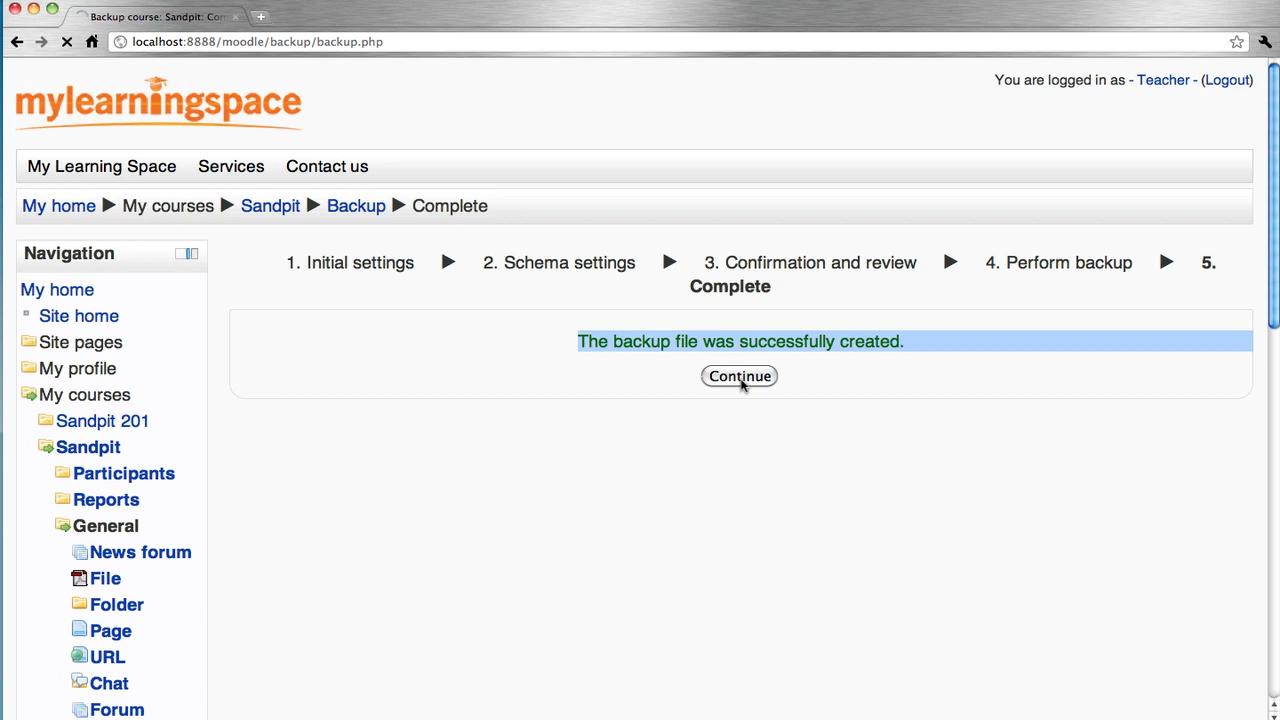 Backup course: Sandpit: Con
localhost:8888/moodle/backup/backup.php
You are logged in as - Teacher - (Logout)
mylearningspace
My Learning Space Services Contact us
My home ▶ My courses ▶ Sandpit ▶ Backup ▶ Complete
Navigation
My home
Site home
Site pages
My profile
My courses
Sandpit 201
Sandpit
Participants
Reports
General
News forum
File
Folder
Page
URL
Chat
Forum
1. Initial settings ▶ 2. Schema settings ▶ 3. Confirmation and review ▶ 4. Perform backup ▶ 5.
Complete
The backup file was successfully created.
Continue